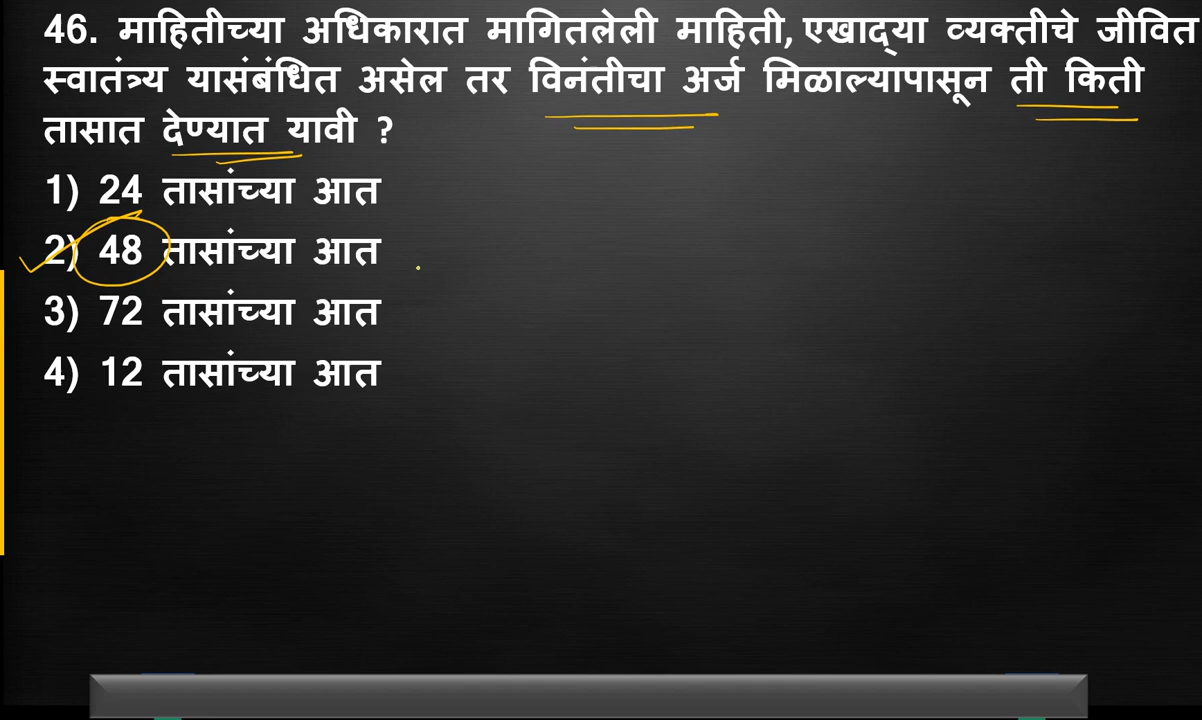 46. माहितीच्या अधिकारात मागितलेली माहिती, एखाद्या व्यक्तीचे जीवित
स्वातंत्र्य यासंबंधित असेल तर विनंतीचा अर्ज मिळाल्यापासून ती किती
तासात देण्यात यावी ?
1) 24 तासांच्या आत
2) 48 तासांच्या आत
3) 72 तासांच्या आत
4) 12 तासांच्या आत